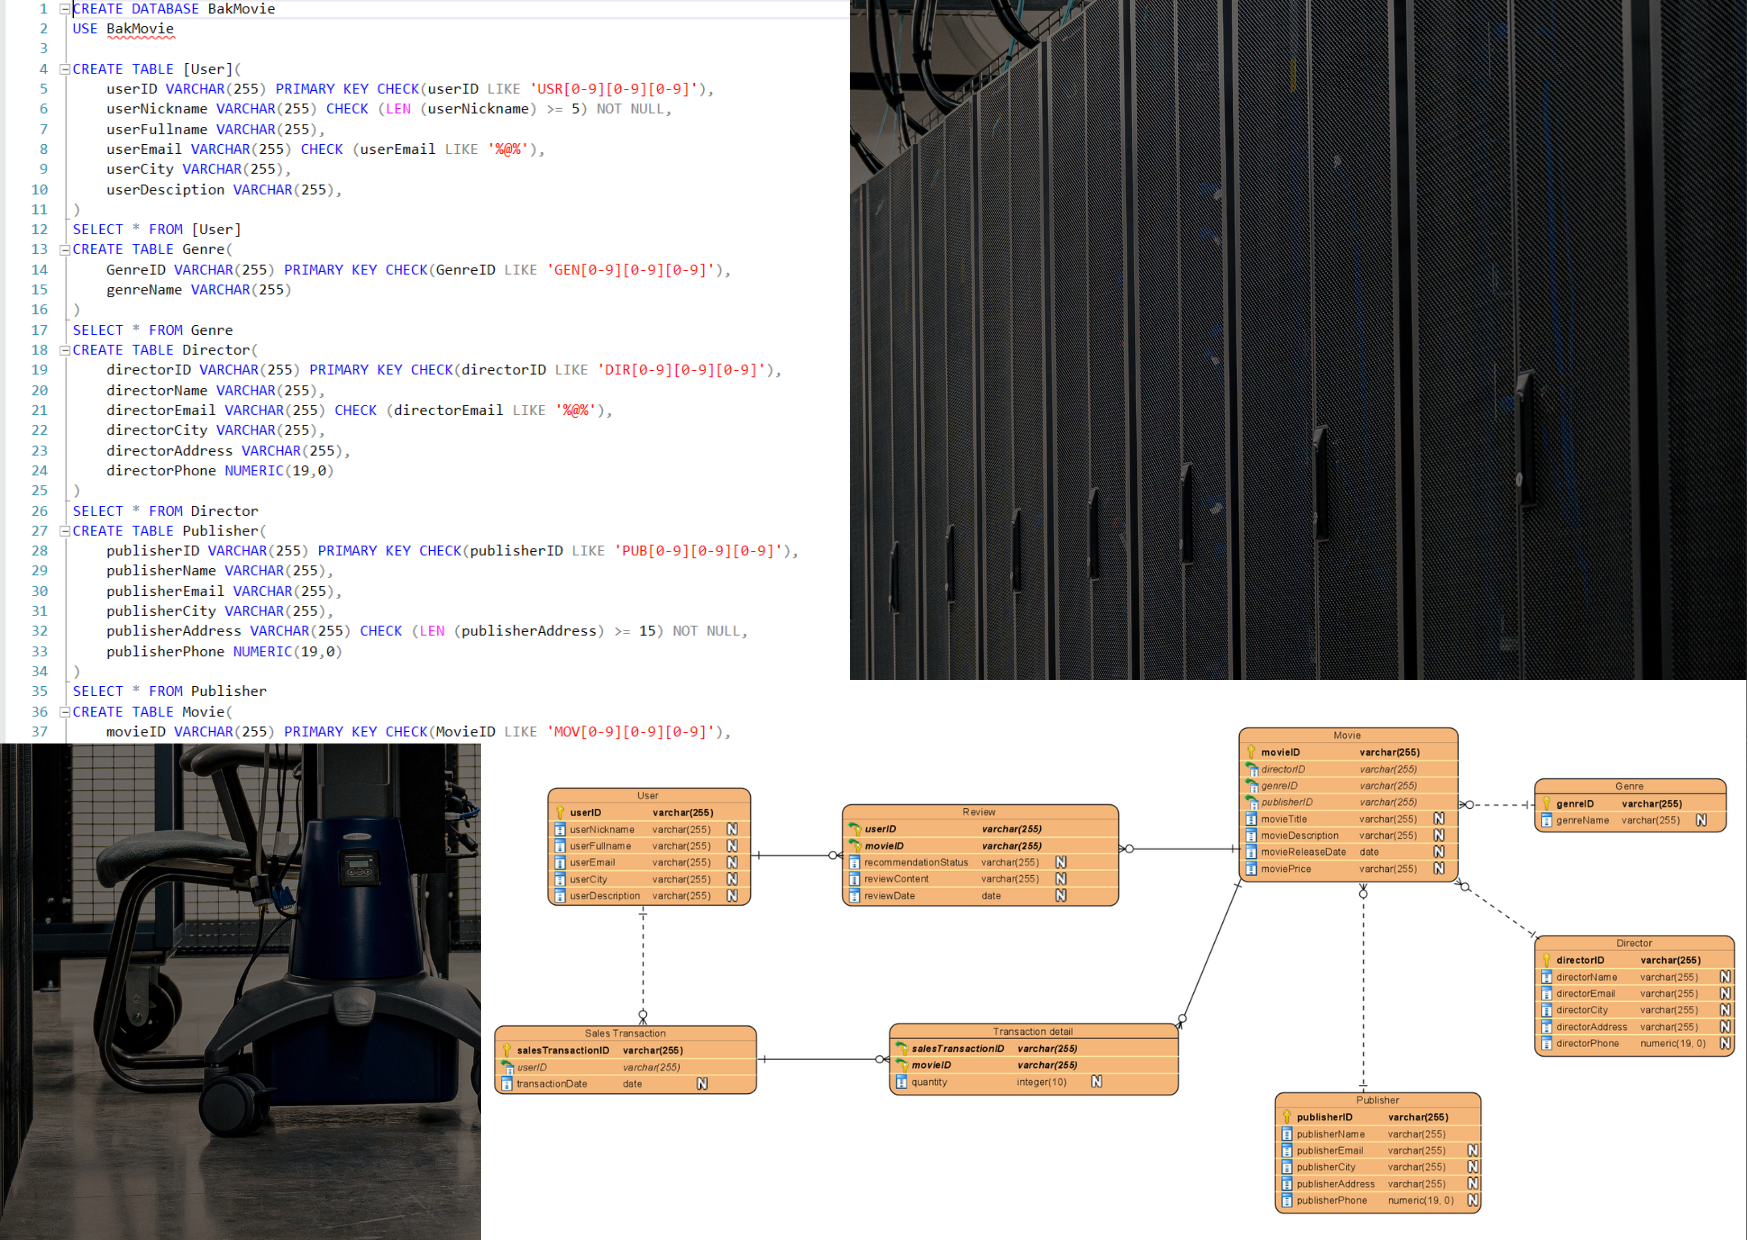 1 CREATE DATABASE BakMovie
2 USE BakMovie
3
4 CREATE TABLE [User](
5 userID VARCHAR(255) PRIMARY KEY CHECK(userID LIKE 'USR[0-9][0-9][0-9]'),
6 userNickname VARCHAR(255) CHECK (LEN (userNickname) >= 5) NOT NULL,
7 userFullname VARCHAR(255),
8 userEmail VARCHAR(255) CHECK (userEmail LIKE '%@%'),
9 userCity VARCHAR(255),
10 userDesciption VARCHAR(255),
11 )
12 SELECT * FROM [User]
13 CREATE TABLE Genre(
14 GenreID VARCHAR(255) PRIMARY KEY CHECK(GenreID LIKE 'GEN[0-9][0-9][0-9]'),
15 genreName VARCHAR(255)
16 )
17 SELECT * FROM Genre
18 CREATE TABLE Director(
19 directorID VARCHAR(255) PRIMARY KEY CHECK(directorID LIKE 'DIR[0-9][0-9][0-9]'),
20 directorName VARCHAR(255),
21 directorEmail VARCHAR(255) CHECK (directorEmail LIKE '%@%'),
22 directorCity VARCHAR(255),
23 directorAddress VARCHAR(255),
24 directorPhone NUMERIC(19,0)
25 )
26 SELECT * FROM Director
27 CREATE TABLE Publisher(
28 publisherID VARCHAR(255) PRIMARY KEY CHECK(publisherID LIKE 'PUB[0-9][0-9][0-9]'),
29 publisherName VARCHAR(255),
30 publisherEmail VARCHAR(255),
31 publisherCity VARCHAR(255),
32 publisherAddress VARCHAR(255) CHECK (LEN (publisherAddress) >= 15) NOT NULL,
33 publisherPhone NUMERIC(19,0)
34 )
35 SELECT * FROM Publisher
36 CREATE TABLE Movie(
37 movieID VARCHAR(255) PRIMARY KEY CHECK(MovieID LIKE 'MOV[0-9][0-9][0-9]'),
User
userID varchar(255)
userNickname varchar(255) N
userFullname varchar(255) N
userEmail varchar(255) N
userCity varchar(255) N
userDescription varchar(255) N
Review
userID varchar(255)
movieID varchar(255)
recommendationStatus varchar(255) N
reviewContent varchar(255) N
reviewDate date N
Movie
movieID varchar(255)
directorID varchar(255)
genreID varchar(255)
publisherID varchar(255)
movieTitle varchar(255) N
movieDescription varchar(255) N
movieReleaseDate date N
moviePrice varchar(255) N
Genre
genreID varchar(255)
genreName varchar(255) N
Director
directorID varchar(255)
directorName varchar(255) N
directorEmail varchar(255) N
directorCity varchar(255) N
directorAddress varchar(255) N
directorPhone numeric(19, 0) N
Sales Transaction
salesTransactionID varchar(255)
userID varchar(255)
transactionDate date N
Transaction detail
salesTransactionID varchar(255)
movieID varchar(255)
quantity integer(10) N
Publisher
publisherID varchar(255)
publisherName varchar(255)
publisherEmail varchar(255) N
publisherCity varchar(255) N
publisherAddress varchar(255) N
publisherPhone numeric(19, 0) N